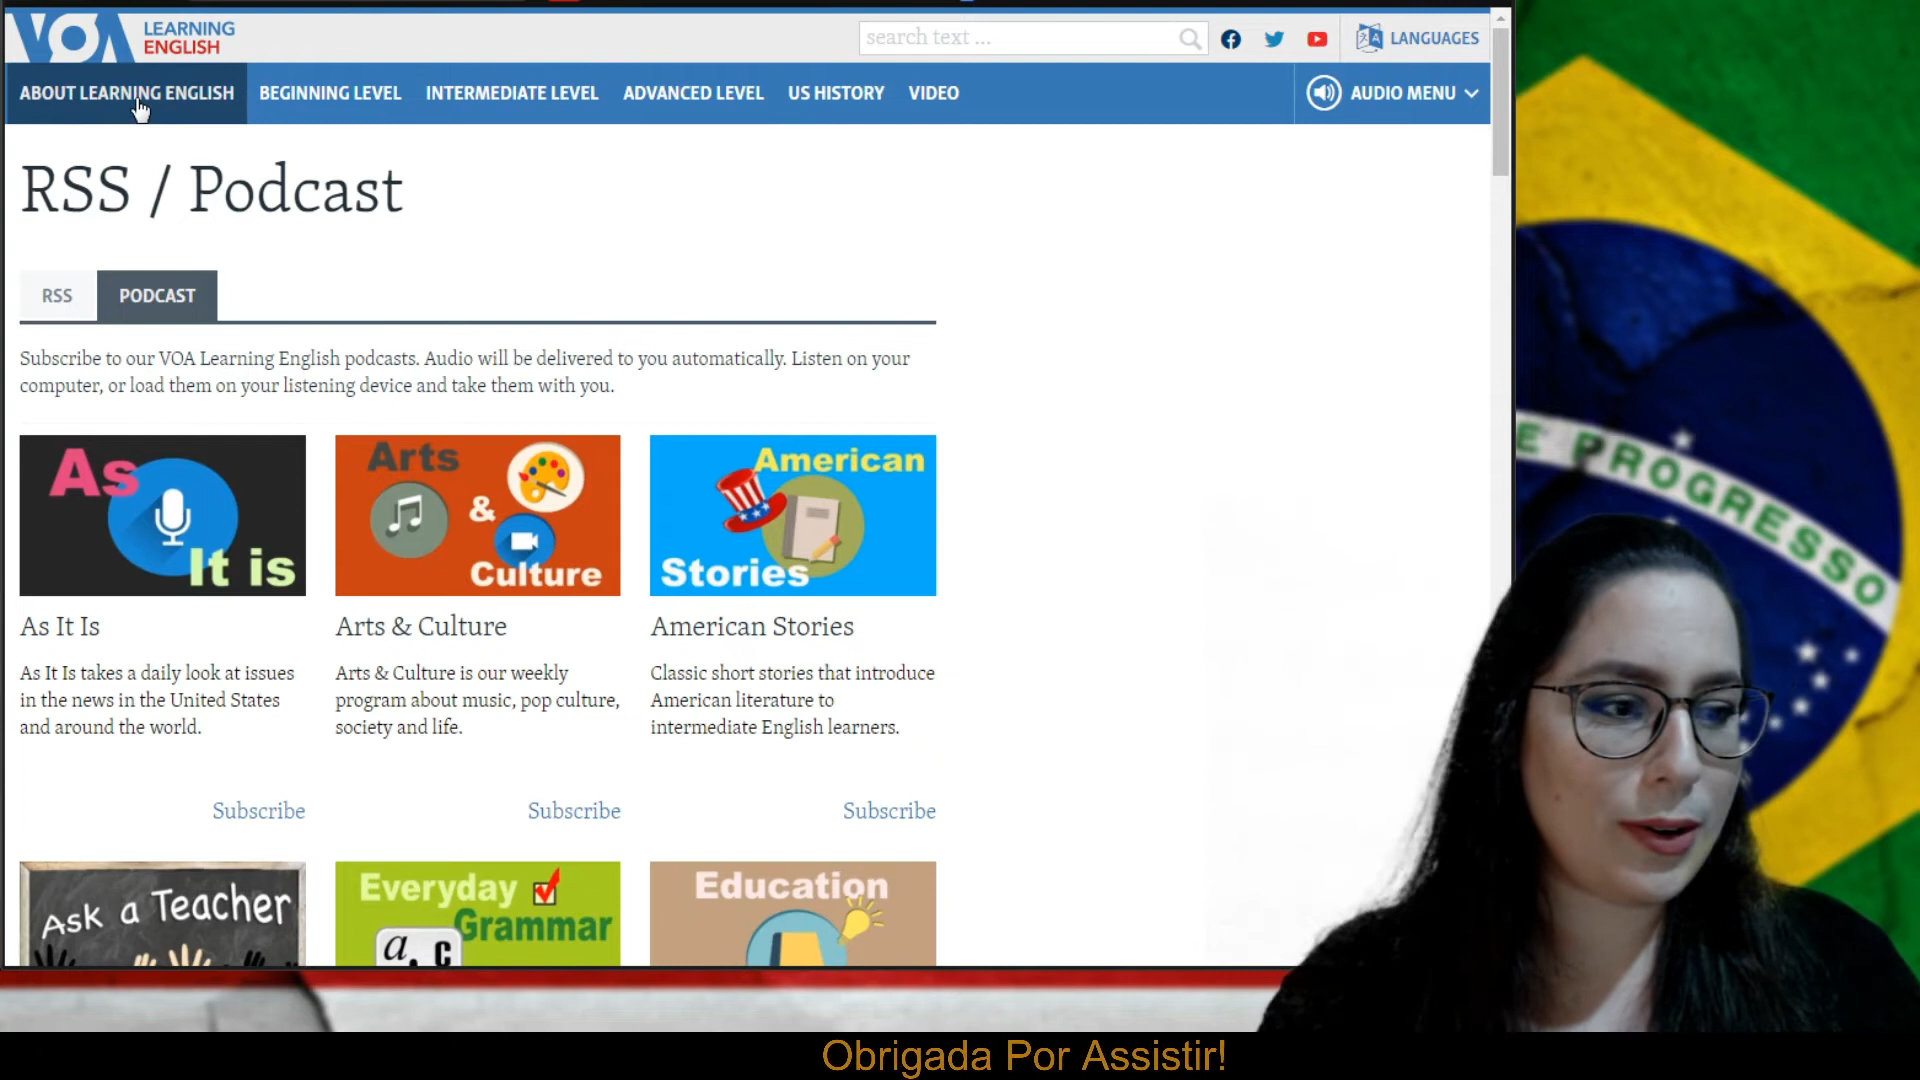 VOA LEARNING ENGLISH
search text ...
LANGUAGES
ABOUT LEARNING ENGLISH BEGINNING LEVEL INTERMEDIATE LEVEL ADVANCED LEVEL US HISTORY VIDEO AUDIO MENU
RSS / Podcast
RSS PODCAST
Subscribe to our VOA Learning English podcasts. Audio will be delivered to you automatically. Listen on your
computer, or load them on your listening device and take them with you.
As
It is
Arts
&
Culture
American
Stories
As It Is
As It Is takes a daily look at issues
in the news in the United States
and around the world.
Subscribe
Arts & Culture
Arts & Culture is our weekly
program about music, pop culture,
society and life.
Subscribe
American Stories
Classic short stories that introduce
American literature to
intermediate English learners.
Subscribe
Ask a Teacher
Everyday
Grammar
a, c
Education
E PROGRESSO
Obrigada Por Assistir!